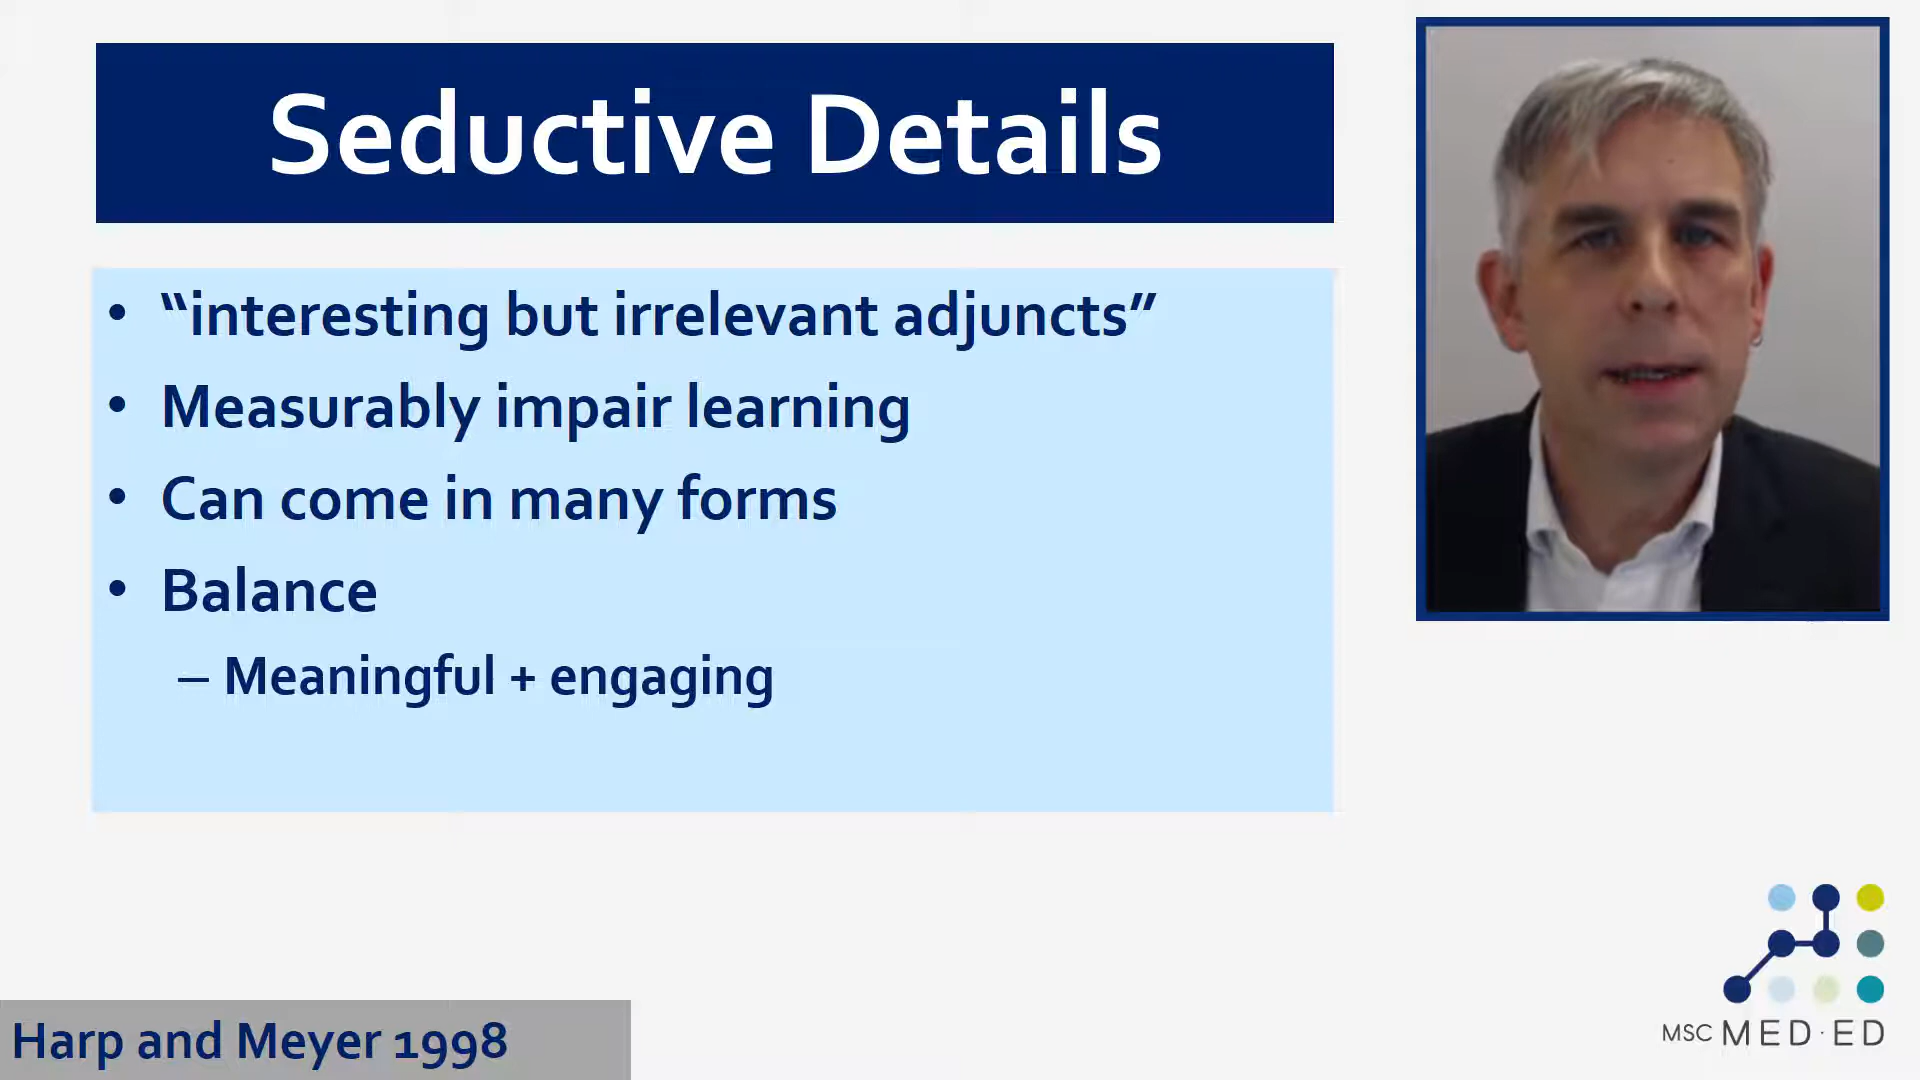 Seductive Details
• “interesting but irrelevant adjuncts”
• Measurably impair learning
• Can come in many forms
• Balance
– Meaningful + engaging
Harp and Meyer 1998
MSC MED·ED